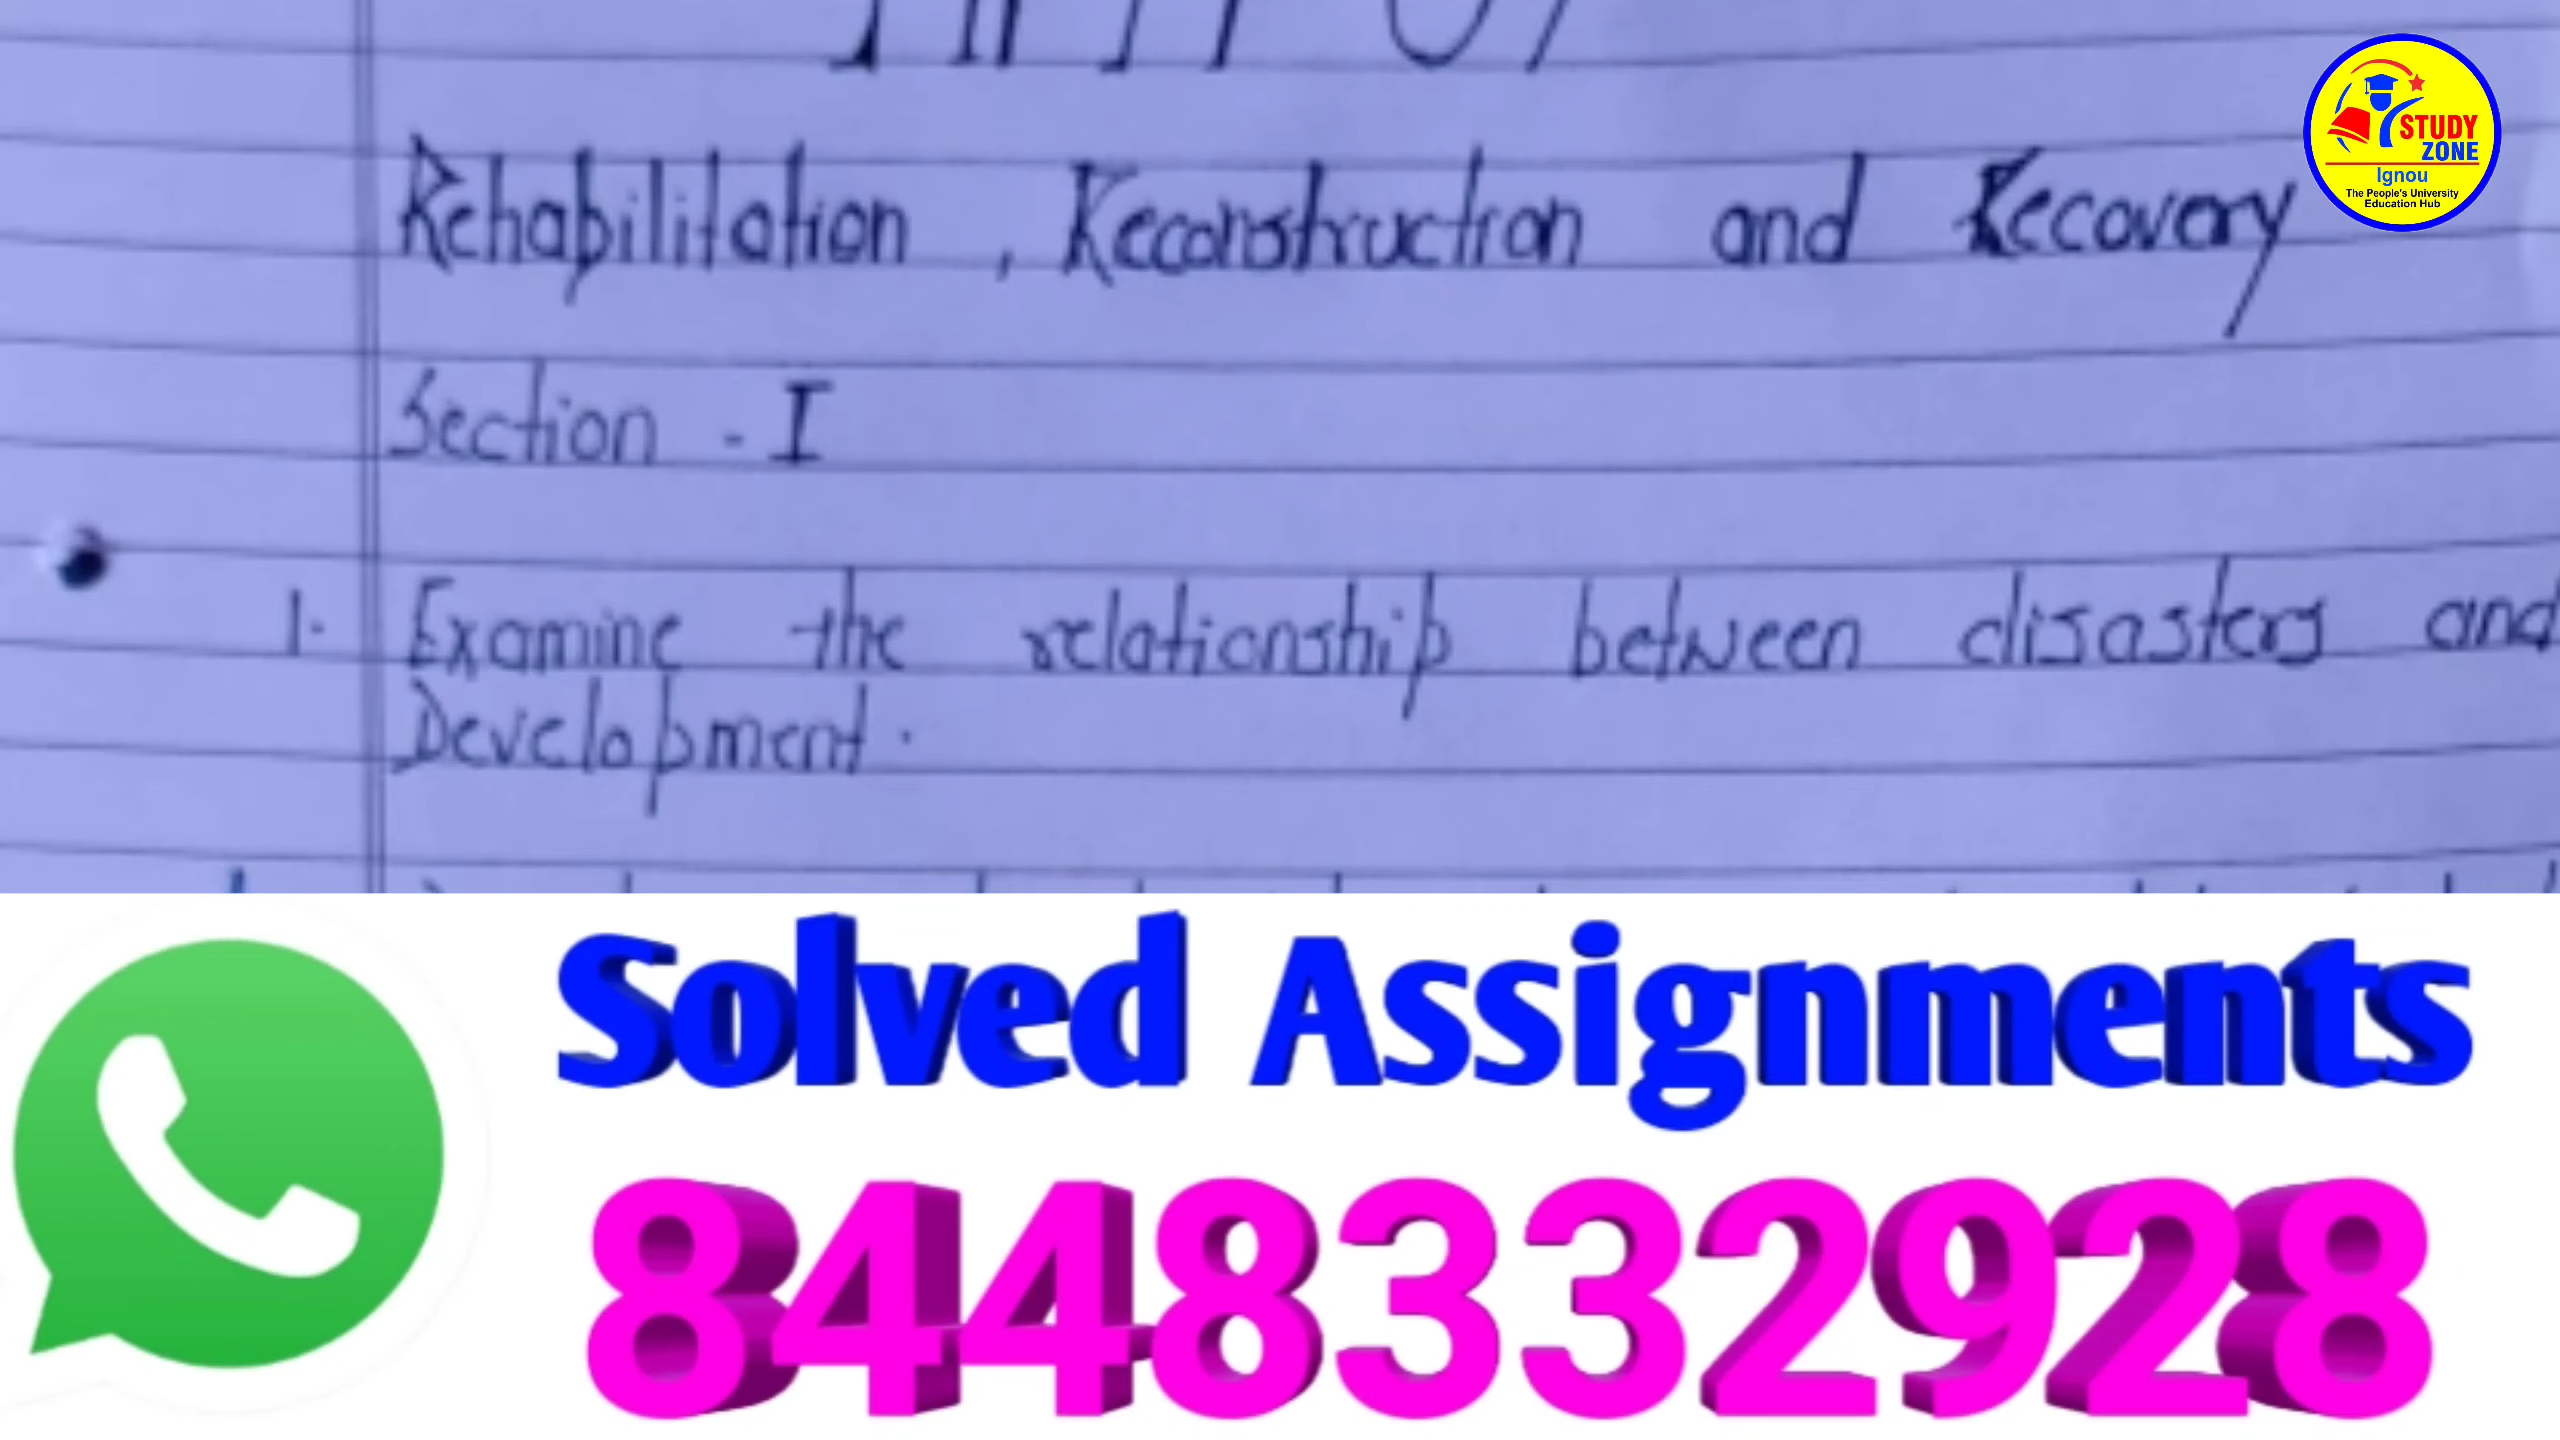 Rehabilitation, Reconstruction and Recovery
STUDY
ZONE
Ignou
The People's University
Education Hub
Section - I
1. Examine the relationship between disasters and
Development.
Solved Assignments
8448332928